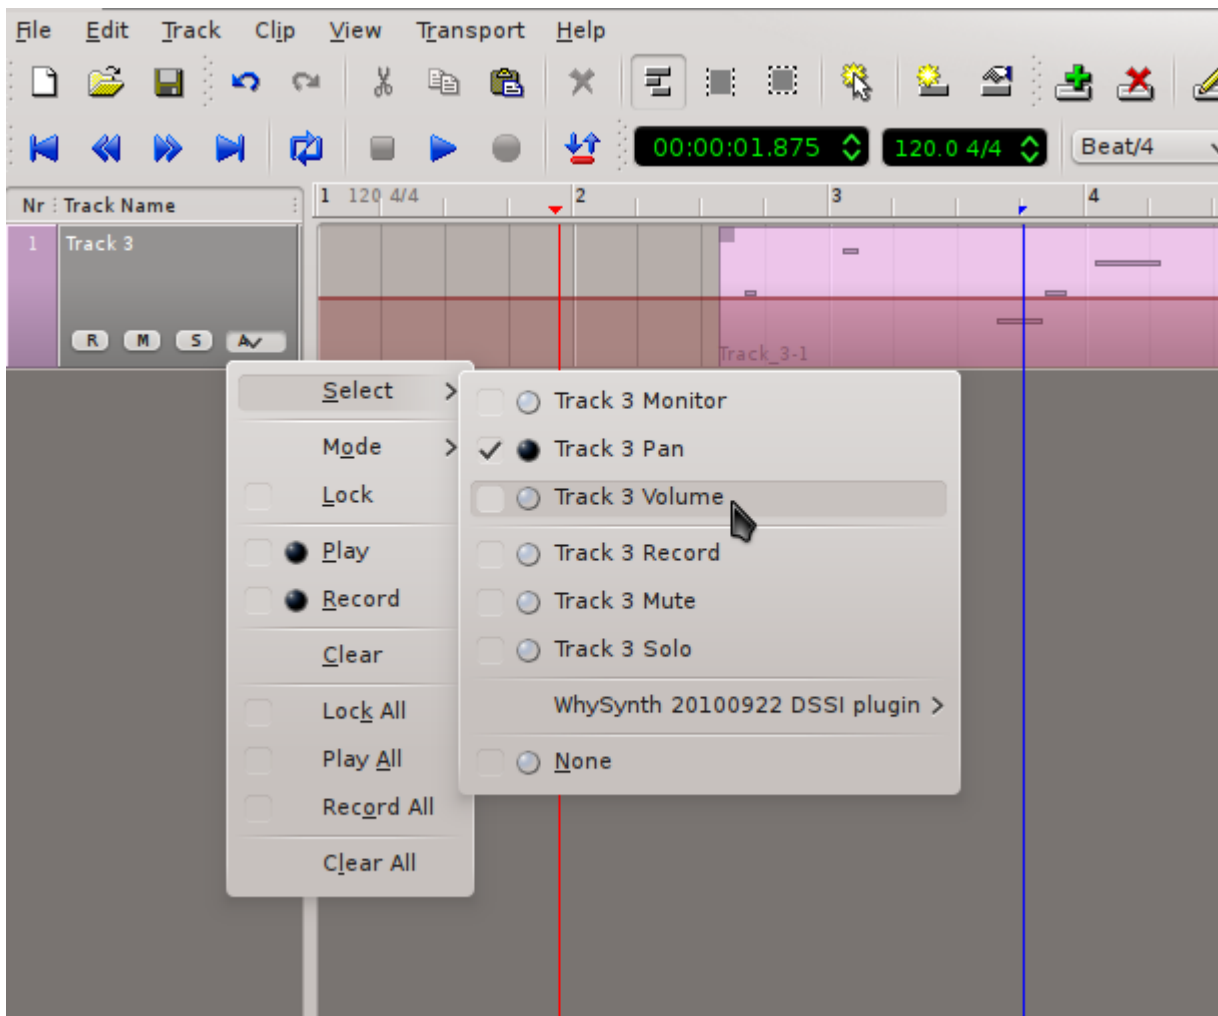 File Edit Track Clip View Transport Help
00:00:01.875 120.0 4/4 Beat/4
Nr Track Name
1 120 4/4 2 3 4
1 Track 3
R M S A
Track_3-1
Select
Mode
Lock
Play
Record
Clear
Lock All
Play All
Record All
Clear All
Track 3 Monitor
Track 3 Pan
Track 3 Volume
Track 3 Record
Track 3 Mute
Track 3 Solo
WhySynth 20100922 DSSI plugin
None